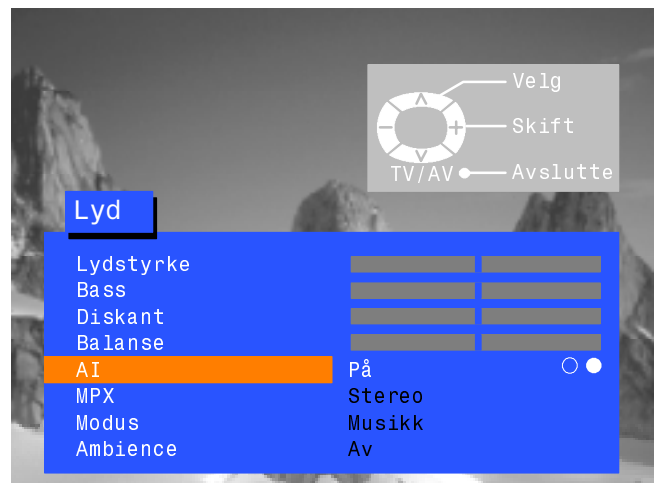 Velg
Skift
TV/AV Avslutte
Lyd
Lydstyrke
Bass
Diskant
Balanse
AI På
MPX Stereo
Modus Musikk
Ambience Av